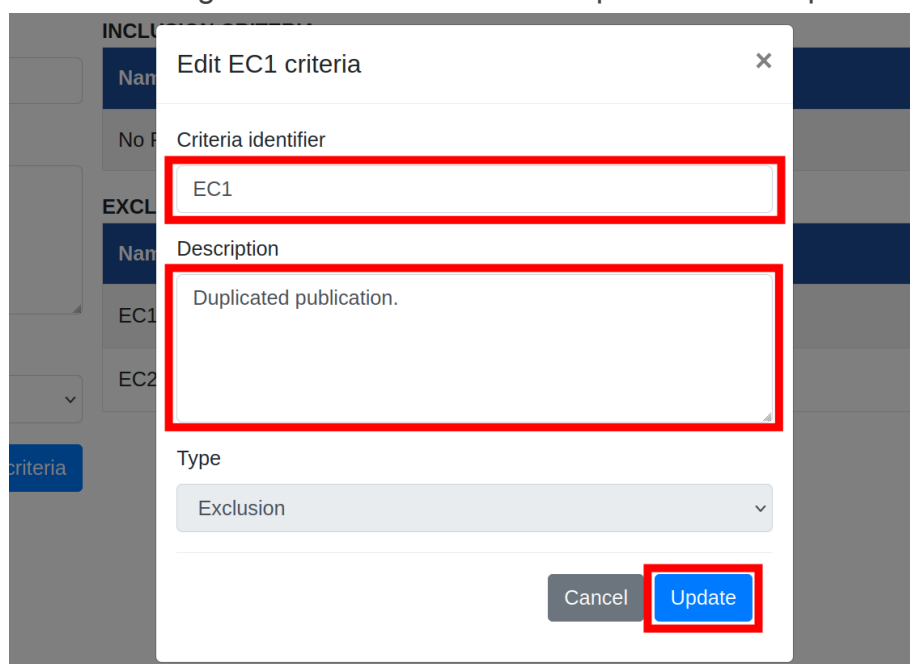 INCLUSION CRITERIA
Edit EC1 criteria
×
Nam
Criteria identifier
No
EC1
EXCL
Description
Nam
Duplicated publication.
EC1
EC2
Type
criteria
Exclusion
Cancel
Update